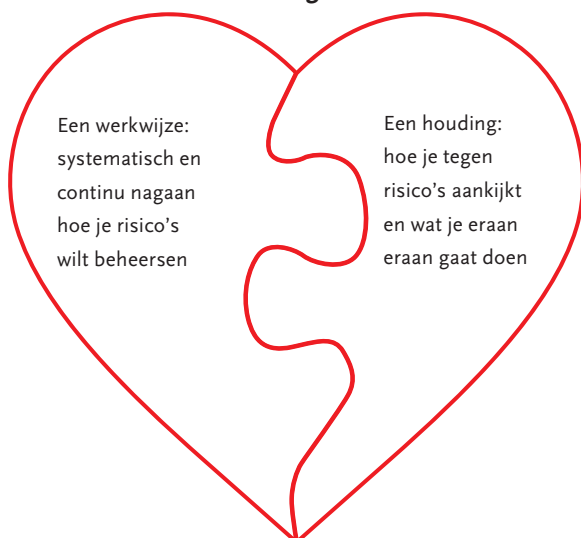 Een werkwijze:
systematisch en
continu nagaan
hoe je risico's
wilt beheersen
Een houding:
hoe je tegen
risico's aankijkt
en wat je eraan
eraan gaat doen